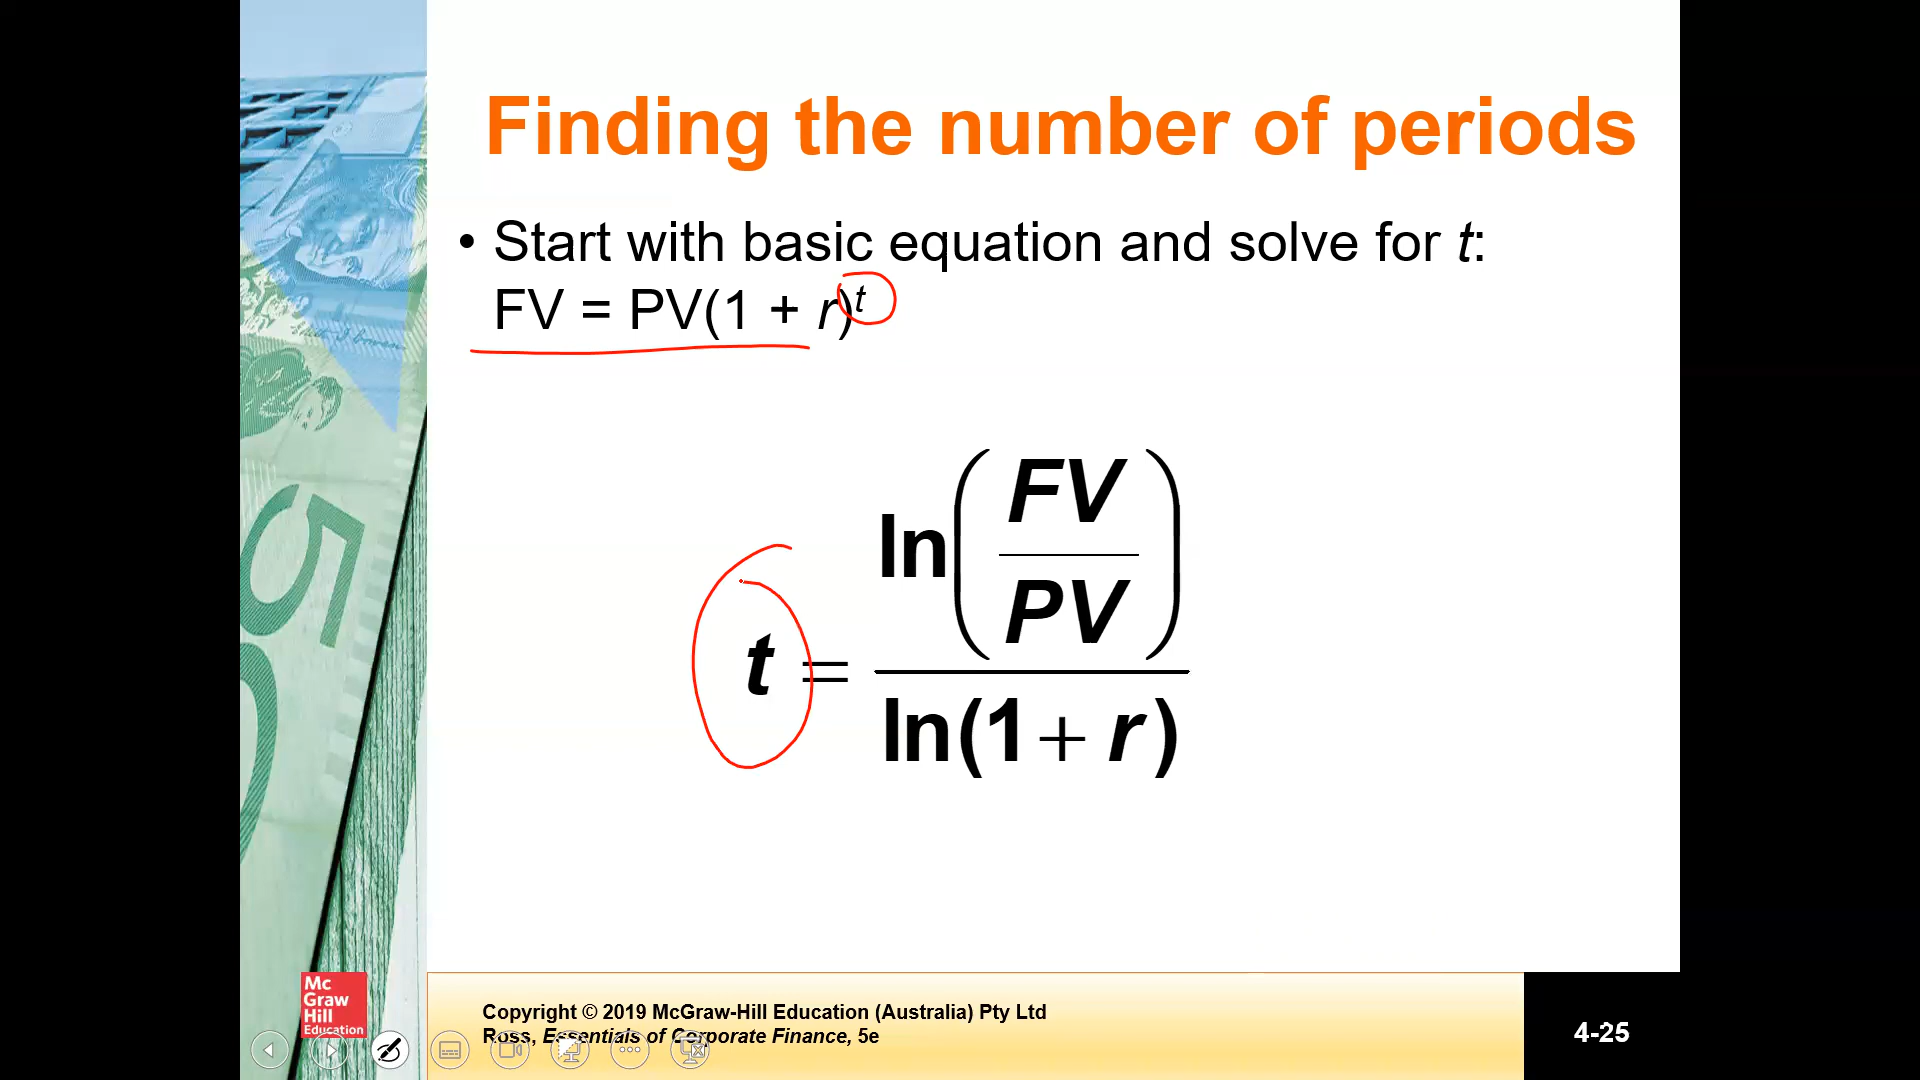 Finding the number of periods
• Start with basic equation and solve for t:
FV = PV(1 + r)^t
t = ln(FV/PV) / ln(1 + r)
Mc
Graw
Hill
Education
Copyright © 2019 McGraw-Hill Education (Australia) Pty Ltd
Ross, Essentials of Corporate Finance, 5e
4-25
50